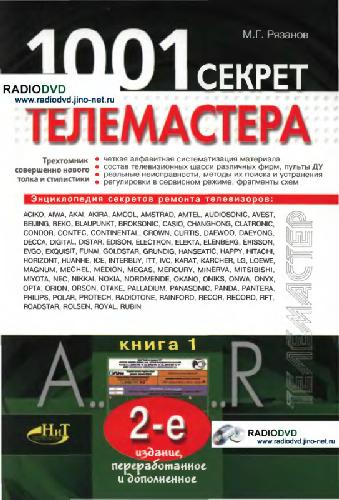 М.Г. Рязанов
1001 СЕКРЕТ
RADIODVD
www.radiodvd.jino-net.ru
ТЕЛЕМАСТЕРА
Трехтомник
совершенно нового
толка и стилистики
• четкая алфавитная систематизация материала
• состав телевизионных шасси различных фирм, пульты ДУ
• реальные неисправности, методы их поиска и устранения
• регулировки в сервисном режиме, фрагменты схем
Энциклопедия секретов ремонта телевизоров:
AOIKO, AIWA, AKAI, AKIRA, AMCOL, AMSTRAD, AMTEL, AUDIOSONIC, AVEST,
BEIJING, BEKO, BLAUPUNKT, BROKSONIC, CASIO, CHANGHONG, CLATRONIC,
CONDOR, CONTEC, CONTINENTAL, CROWN, CURTIS, DAEWOO, DAEYONG,
DECCA, DIGITAL, DISTAR, EDISON, ELECTRON, ELEKTA, ELENBERG, ERISSON,
EVGO, EXQUISIT, FUNAI, GOLDSTAR, GRUNDIG, HANSEATIC, HAPPY, HITACHI,
HORIZONT, HUANHE, ICE, INTERFELY, ITT, IVO, KARAT, KARCHER, LG, LOEWE,
MAGNUM, MECHEL, MEDION, MEGAS, MERCURY, MINERVA, MITSUBISHI,
MIYOTA, NEC, NIKKAI, NOKIA, NORDMENDE, OKANO, ONIKS, ONWA, ONYX,
OPTA, ORION, ORSON, OTAKE, PALLADIUM, PANASONIC, PANDA, PANTERA,
PHILIPS, POLAR, PROTECH, RADIOTONE, RAINFORD, RECOR, RECORD, RFT,
ROADSTAR, ROLSEN, ROYAL, RUBIN
ТЕЛЕМАСТЕР
книга 1
A...R
2-е
издание,
переработанное
и дополненное
НиТ
RADIODVD
www.radiodvd.jino-net.ru